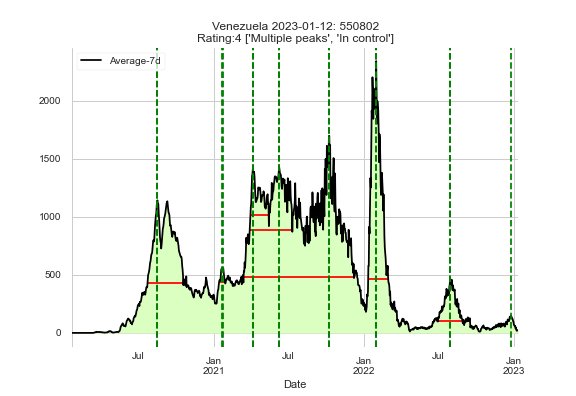 Venezuela 2023-01-12: 550802
Rating:4 ['Multiple peaks', 'In control']
Average-7d
2000
1500
1000
500
0
Jul
Jan
2021
Jul
Jan
2022
Jul
Jan
2023
Date